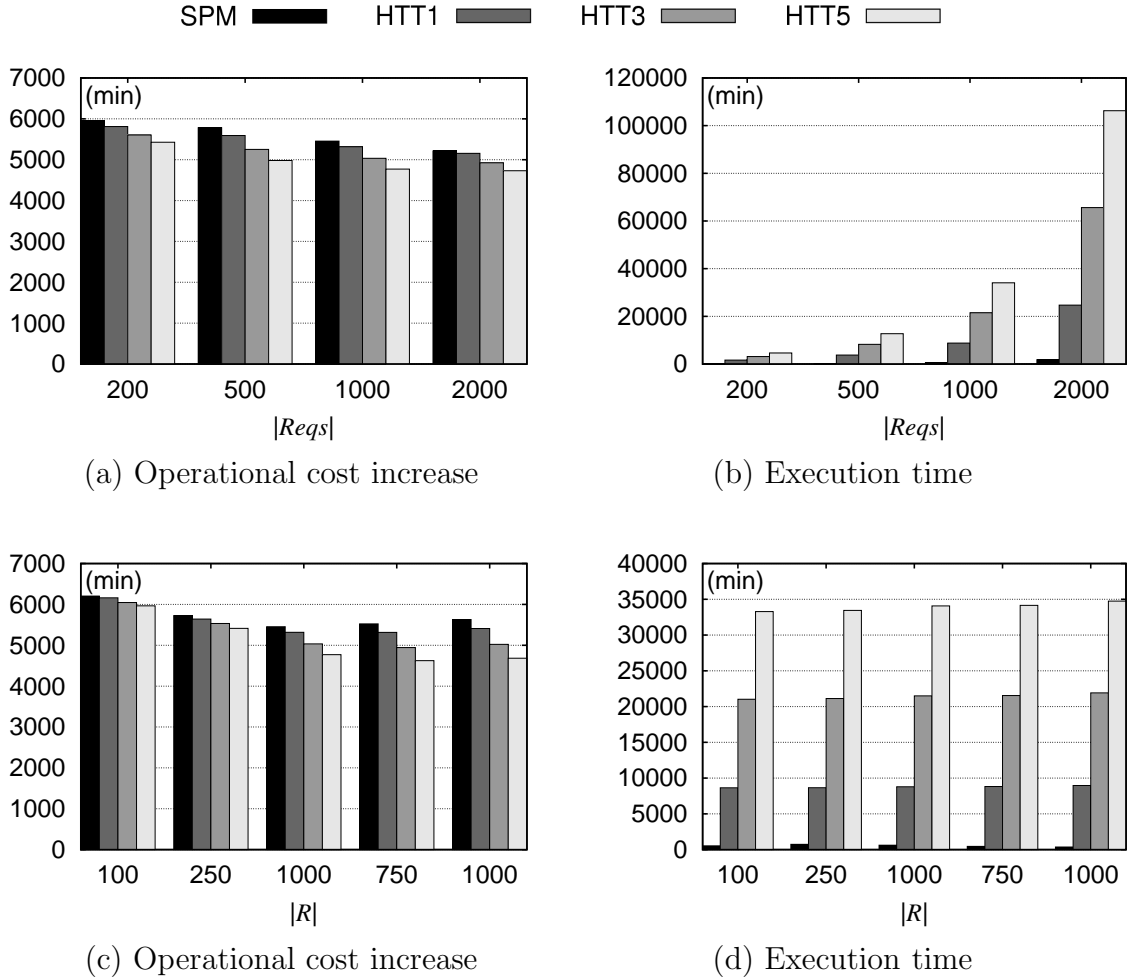 SPM HTT1 HTT3 HTT5
7000
6000
5000
4000
3000
2000
1000
0
(min)
200 500 1000 2000
|Reqs|
(a) Operational cost increase
120000
100000
80000
60000
40000
20000
0
(min)
200 500 1000 2000
|Reqs|
(b) Execution time
7000
6000
5000
4000
3000
2000
1000
0
(min)
100 250 1000 750 1000
|R|
(c) Operational cost increase
40000
35000
30000
25000
20000
15000
10000
5000
0
(min)
100 250 1000 750 1000
|R|
(d) Execution time